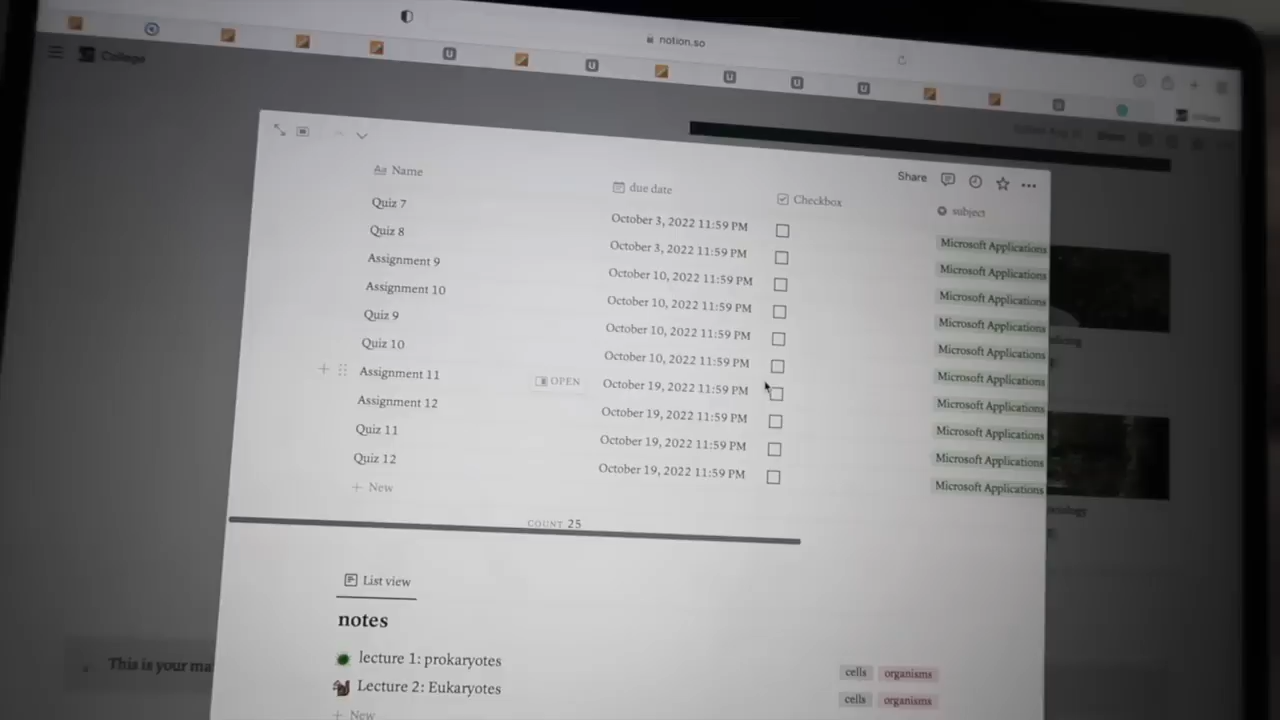 notion.so
College
Share
Share
Aa Name
due date
Checkbox
subject
Quiz 7
October 3, 2022 11:59 PM
Microsoft Applications
Quiz 8
October 3, 2022 11:59 PM
Microsoft Applications
Assignment 9
October 10, 2022 11:59 PM
Microsoft Applications
Assignment 10
October 10, 2022 11:59 PM
Microsoft Applications
Quiz 9
October 10, 2022 11:59 PM
Microsoft Applications
Quiz 10
October 10, 2022 11:59 PM
Microsoft Applications
Assignment 11
OPEN
October 19, 2022 11:59 PM
Microsoft Applications
Assignment 12
October 19, 2022 11:59 PM
Microsoft Applications
Quiz 11
October 19, 2022 11:59 PM
Microsoft Applications
Quiz 12
October 19, 2022 11:59 PM
Microsoft Applications
+ New
COUNT 25
List view
notes
lecture 1: prokaryotes
cells organisms
Lecture 2: Eukaryotes
cells organisms
+ New
This is your ma